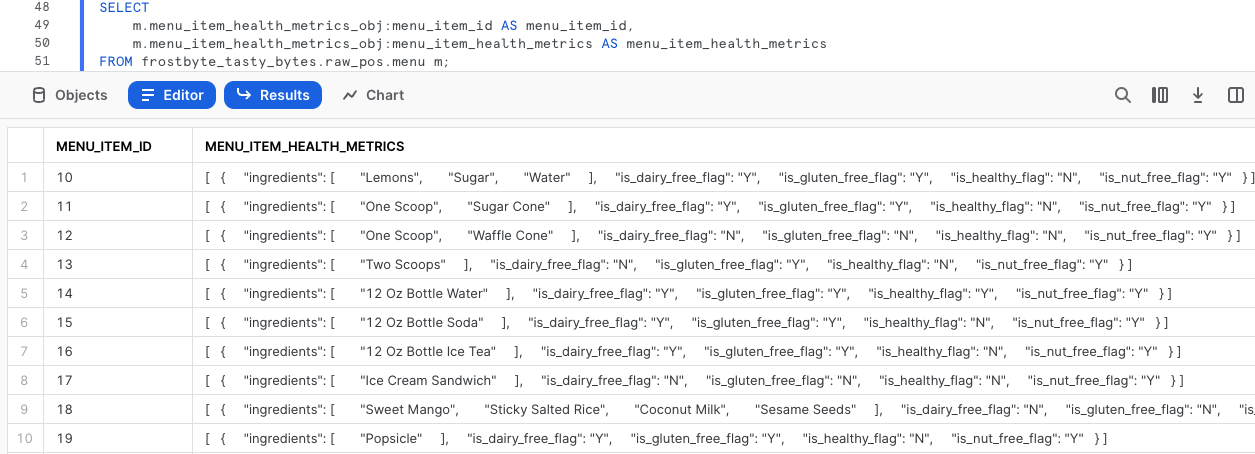 48 SELECT
49 m.menu_item_health_metrics_obj:menu_item_id AS menu_item_id,
50 m.menu_item_health_metrics_obj:menu_item_health_metrics AS menu_item_health_metrics
51 FROM frostbyte_tasty_bytes.raw_pos.menu m;
Objects Editor Results Chart
MENU_ITEM_ID MENU_ITEM_HEALTH_METRICS
1 10 [ { "ingredients": [ "Lemons", "Sugar", "Water" ], "is_dairy_free_flag": "Y", "is_gluten_free_flag": "Y", "is_healthy_flag": "N", "is_nut_free_flag": "Y" } ]
2 11 [ { "ingredients": [ "One Scoop", "Sugar Cone" ], "is_dairy_free_flag": "Y", "is_gluten_free_flag": "Y", "is_healthy_flag": "N", "is_nut_free_flag": "Y" } ]
3 12 [ { "ingredients": [ "One Scoop", "Waffle Cone" ], "is_dairy_free_flag": "N", "is_gluten_free_flag": "N", "is_healthy_flag": "N", "is_nut_free_flag": "Y" } ]
4 13 [ { "ingredients": [ "Two Scoops" ], "is_dairy_free_flag": "N", "is_gluten_free_flag": "Y", "is_healthy_flag": "N", "is_nut_free_flag": "Y" } ]
5 14 [ { "ingredients": [ "12 Oz Bottle Water" ], "is_dairy_free_flag": "Y", "is_gluten_free_flag": "Y", "is_healthy_flag": "Y", "is_nut_free_flag": "Y" } ]
6 15 [ { "ingredients": [ "12 Oz Bottle Soda" ], "is_dairy_free_flag": "Y", "is_gluten_free_flag": "Y", "is_healthy_flag": "N", "is_nut_free_flag": "Y" } ]
7 16 [ { "ingredients": [ "12 Oz Bottle Ice Tea" ], "is_dairy_free_flag": "Y", "is_gluten_free_flag": "Y", "is_healthy_flag": "N", "is_nut_free_flag": "Y" } ]
8 17 [ { "ingredients": [ "Ice Cream Sandwich" ], "is_dairy_free_flag": "N", "is_gluten_free_flag": "N", "is_healthy_flag": "N", "is_nut_free_flag": "Y" } ]
9 18 [ { "ingredients": [ "Sweet Mango", "Sticky Salted Rice", "Coconut Milk", "Sesame Seeds" ], "is_dairy_free_flag": "N", "is_gluten_free_flag": "N", "is_
10 19 [ { "ingredients": [ "Popsicle" ], "is_dairy_free_flag": "Y", "is_gluten_free_flag": "Y", "is_healthy_flag": "N", "is_nut_free_flag": "Y" } ]